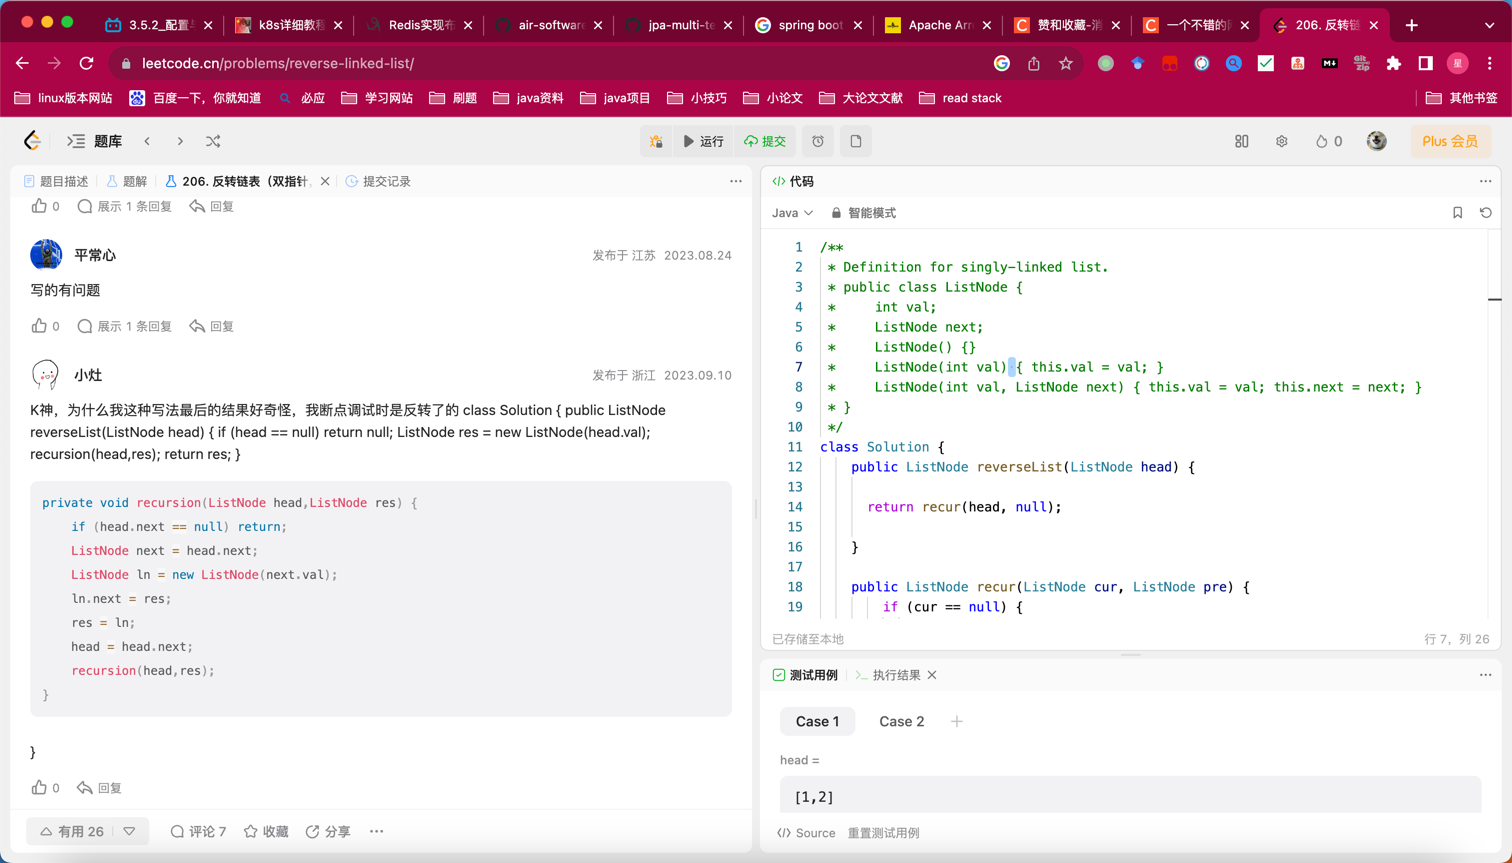 3.5.2_配置
k8s详细教程
Redis实现布
air-software
jpa-multi-te
spring boot
Apache Arr
赞和收藏-消
一个不错的
206. 反转链
leetcode.cn/problems/reverse-linked-list/
星
linux版本网站
百度一下，你就知道
必应
学习网站
刷题
java资料
java项目
小技巧
小论文
大论文文献
read stack
其他书签
题库
运行
提交
0
Plus 会员
题目描述
题解
206. 反转链表（双指针,
提交记录
0 展示 1 条回复 回复
平常心
发布于 江苏 2023.08.24
写的有问题
0 展示 1 条回复 回复
小灶
发布于 浙江 2023.09.10
K神，为什么我这种写法最后的结果好奇怪，我断点调试时是反转了的 class Solution { public ListNode
reverseList(ListNode head) { if (head == null) return null; ListNode res = new ListNode(head.val);
recursion(head,res); return res; }
private void recursion(ListNode head,ListNode res) {
if (head.next == null) return;
ListNode next = head.next;
ListNode ln = new ListNode(next.val);
ln.next = res;
res = ln;
head = head.next;
recursion(head,res);
}
}
0 回复
有用 26
评论 7
收藏
分享
代码
Java
智能模式
1 /**
2 * Definition for singly-linked list.
3 * public class ListNode {
4 * int val;
5 * ListNode next;
6 * ListNode() {}
7 * ListNode(int val) { this.val = val; }
8 * ListNode(int val, ListNode next) { this.val = val; this.next = next; }
9 * }
10 */
11 class Solution {
12 public ListNode reverseList(ListNode head) {
13
14 return recur(head, null);
15
16 }
17
18 public ListNode recur(ListNode cur, ListNode pre) {
19 if (cur == null) {
已存储至本地
行 7，列 26
测试用例
执行结果
Case 1
Case 2
head =
[1,2]
Source
重置测试用例